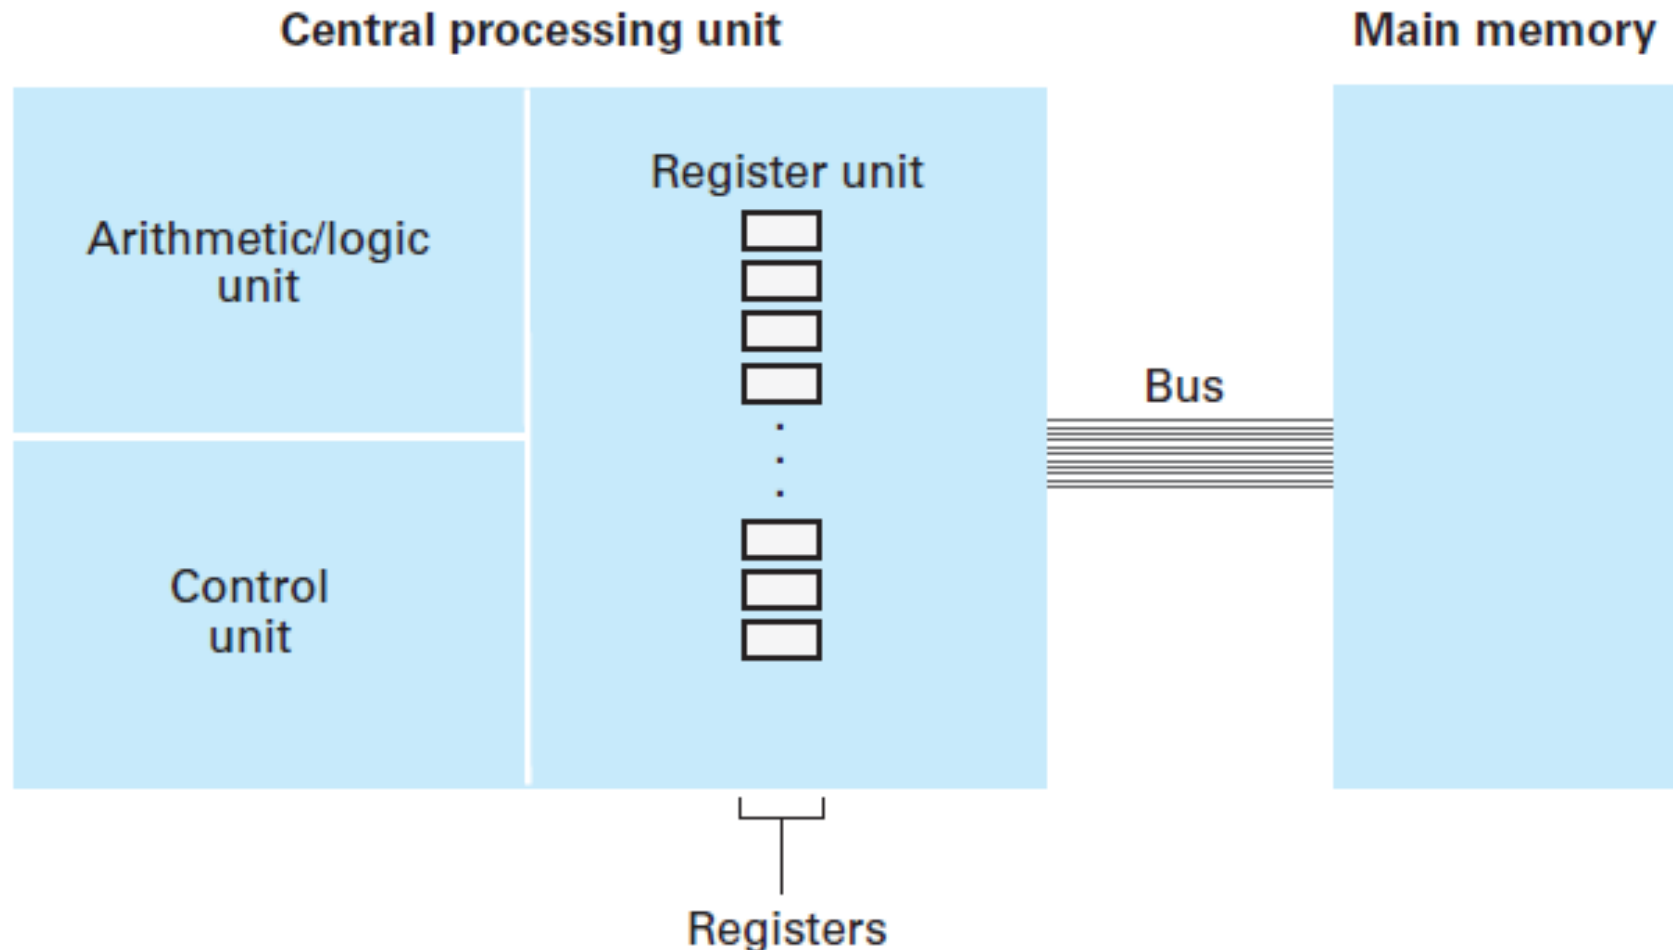 Central processing unit
Main memory
Arithmetic/logic
unit
Register unit
Control
unit
Bus
Registers